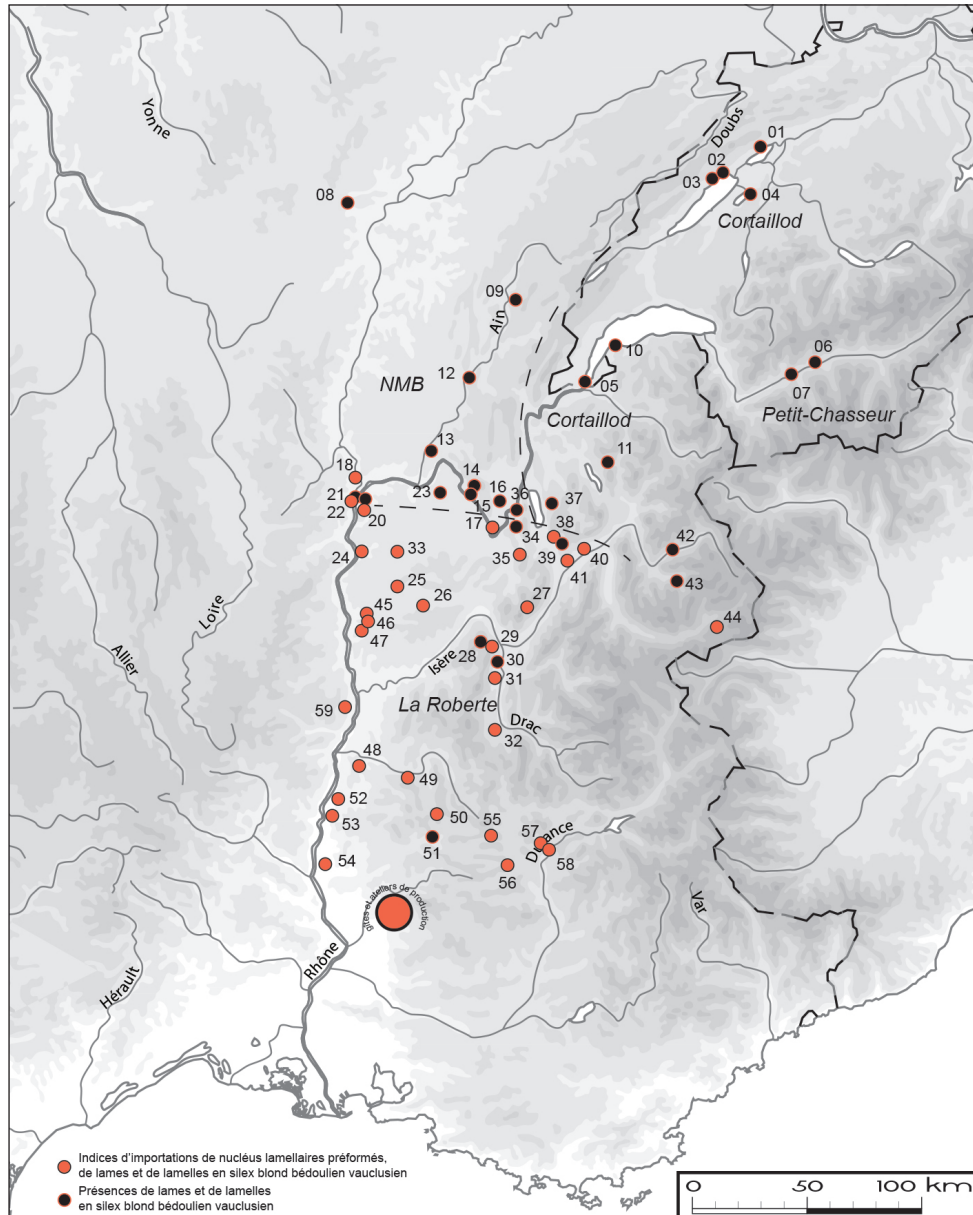 Yonne
Doubs
01
02
03
04
08
Cortaillod
09
Ain
10
06
NMB
12
05
07
Cortaillod
Petit-Chasseur
13
11
18
14
21
23
16
36
37
15
22
20
17
34
38
42
24
33
35
39
40
41
43
25
26
27
44
45
46
47
Loire
Allier
29
28
30
Isère
31
La Roberte
59
Drac
32
48
49
52
50
53
55
57
Durance
51
58
54
56
gîtes et ateliers de production
Var
Rhône
Hérault
Indices d'importations de nucléus lamellaires préformés,
de lames et de lamelles en silex blond bédoulien vauclusien
Présences de lames et de lamelles
en silex blond bédoulien vauclusien
0 50 100 km